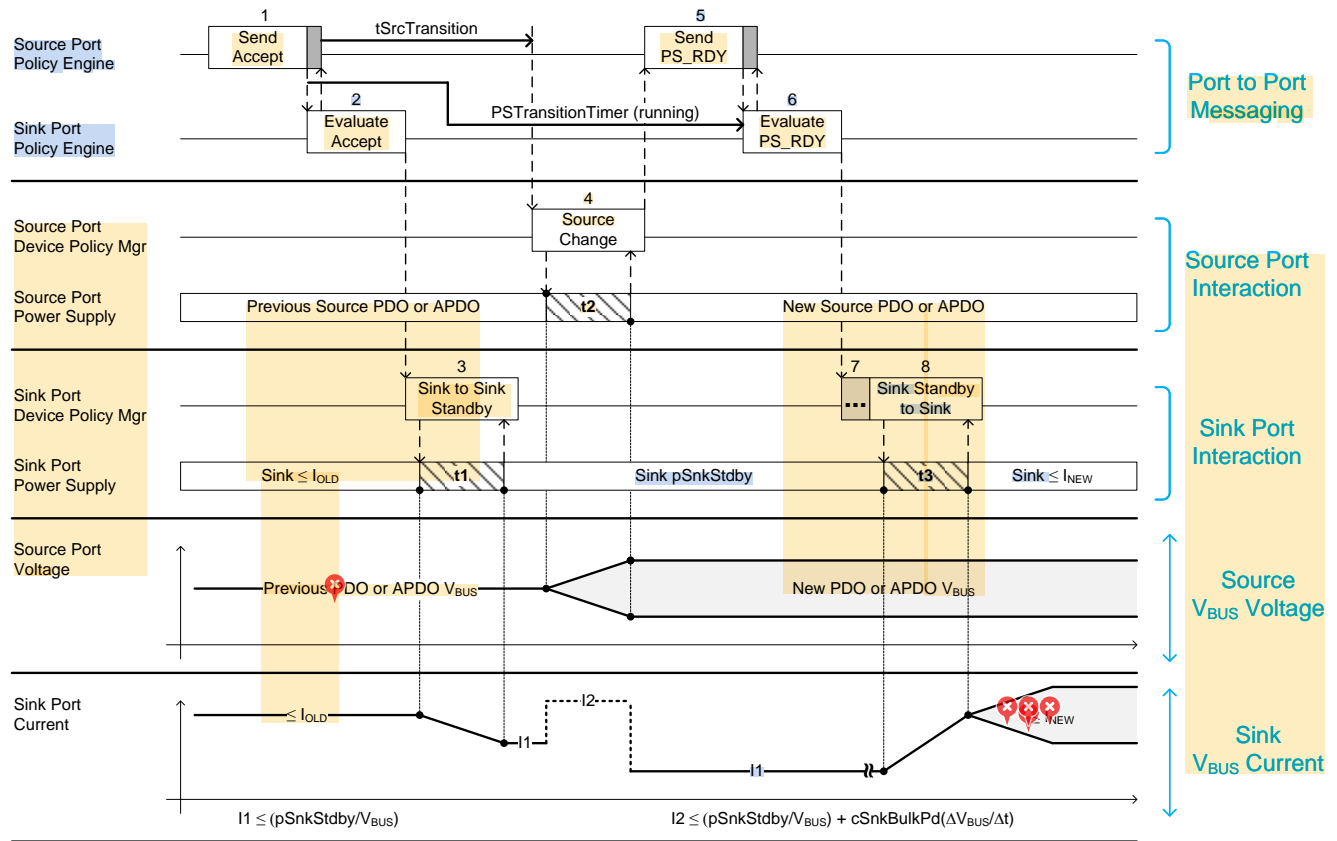 1
5
tSrcTransition
Source Port
Policy Engine
Send
Accept
Send
PS_RDY
2
PSTransitionTimer (running)
6
Sink Port
Policy Engine
Evaluate
Accept
Evaluate
PS_RDY
Port to Port
Messaging
4
Source Port
Device Policy Mgr
Source
Change
Source Port
Power Supply
Previous Source PDO or APDO
t2
New Source PDO or APDO
Source Port
Interaction
3
7
8
Sink Port
Device Policy Mgr
Sink to Sink
Standby
...
Sink Standby
to Sink
Sink Port
Power Supply
Sink ≤ I_OLD
t1
Sink pSnkStdby
t3
Sink ≤ I_NEW
Sink Port
Interaction
Source Port
Voltage
Previous PDO or APDO V_BUS
New PDO or APDO V_BUS
Source
V_BUS Voltage
Sink Port
Current
≤ I_OLD
I1
I2
I1
≤ I_NEW
Sink
V_BUS Current
I1 ≤ (pSnkStdby/V_BUS)
I2 ≤ (pSnkStdby/V_BUS) + cSnkBulkPd(ΔV_BUS/Δt)